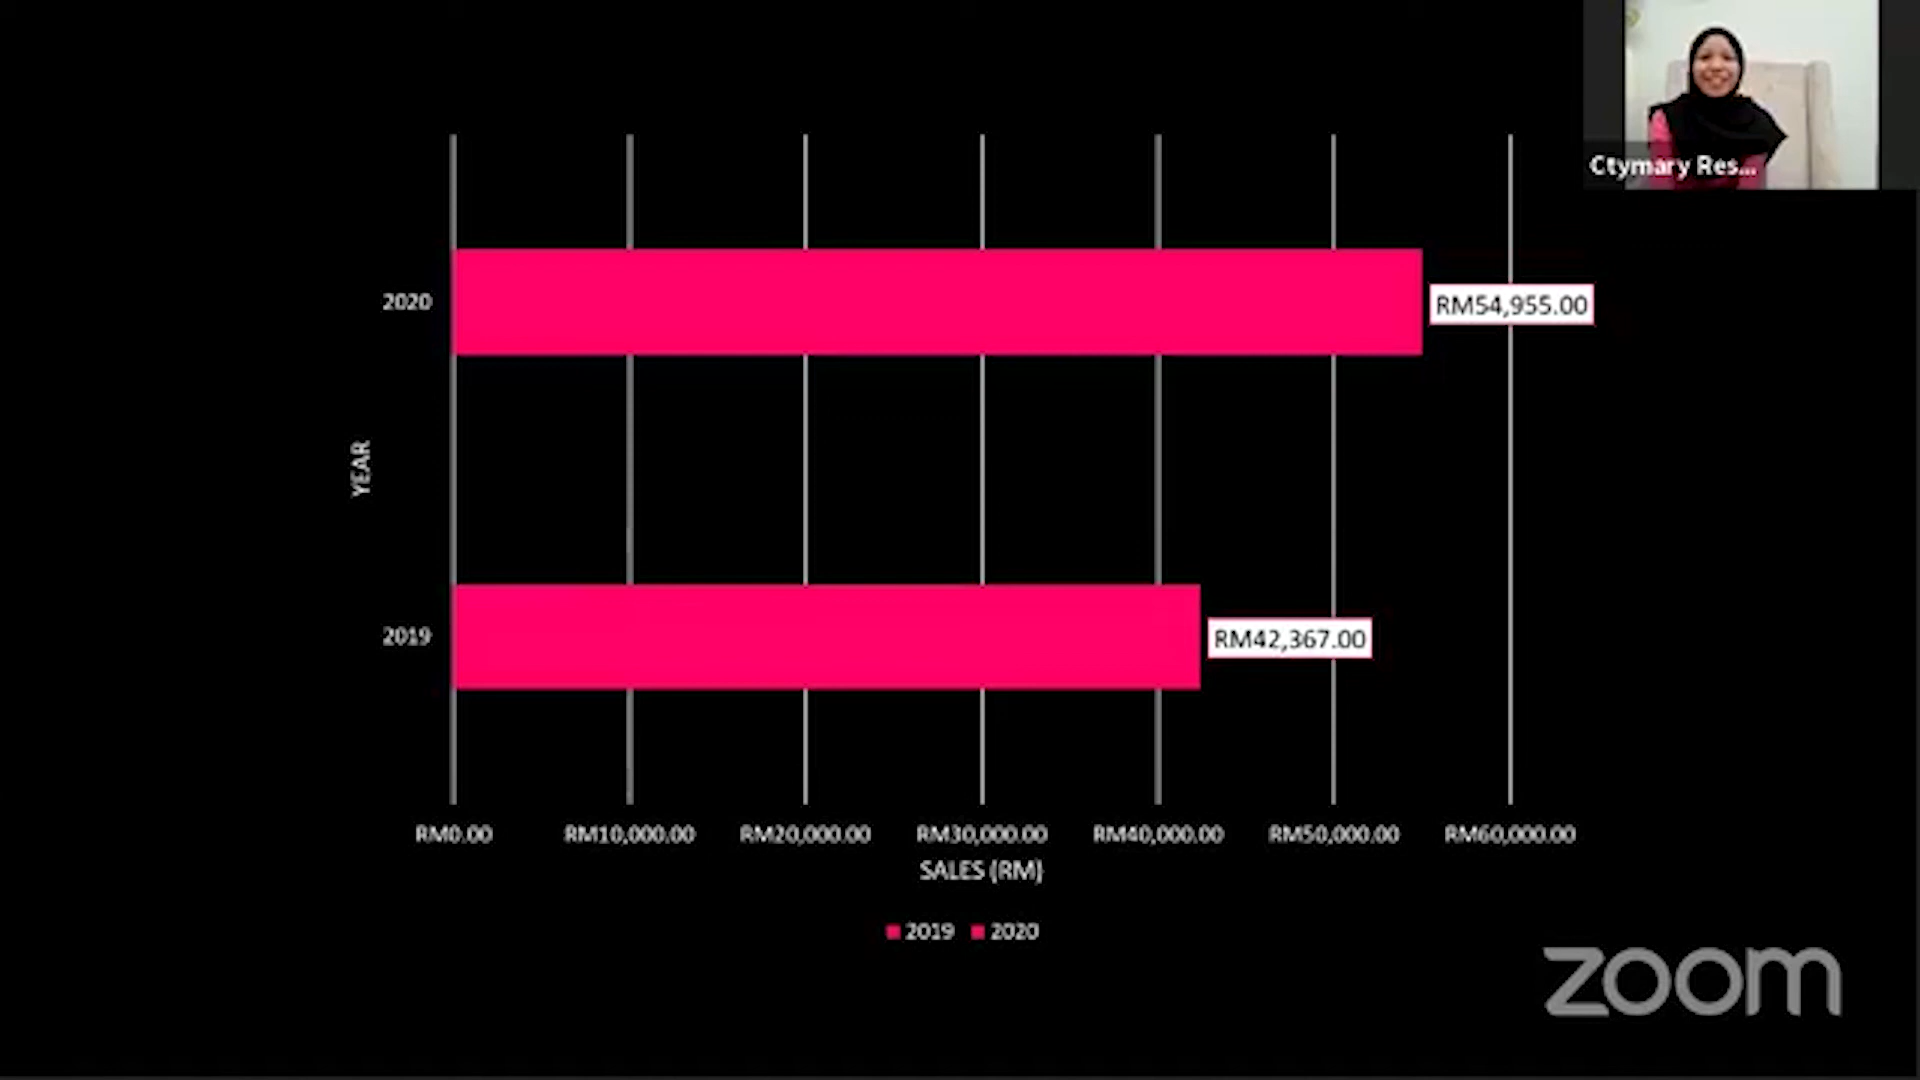 Ctymary Res...
2020
RM54,955.00
YEAR
2019
RM42,367.00
RM0.00 RM10,000.00 RM20,000.00 RM30,000.00 RM40,000.00 RM50,000.00 RM60,000.00
SALES (RM)
2019 2020
zoom